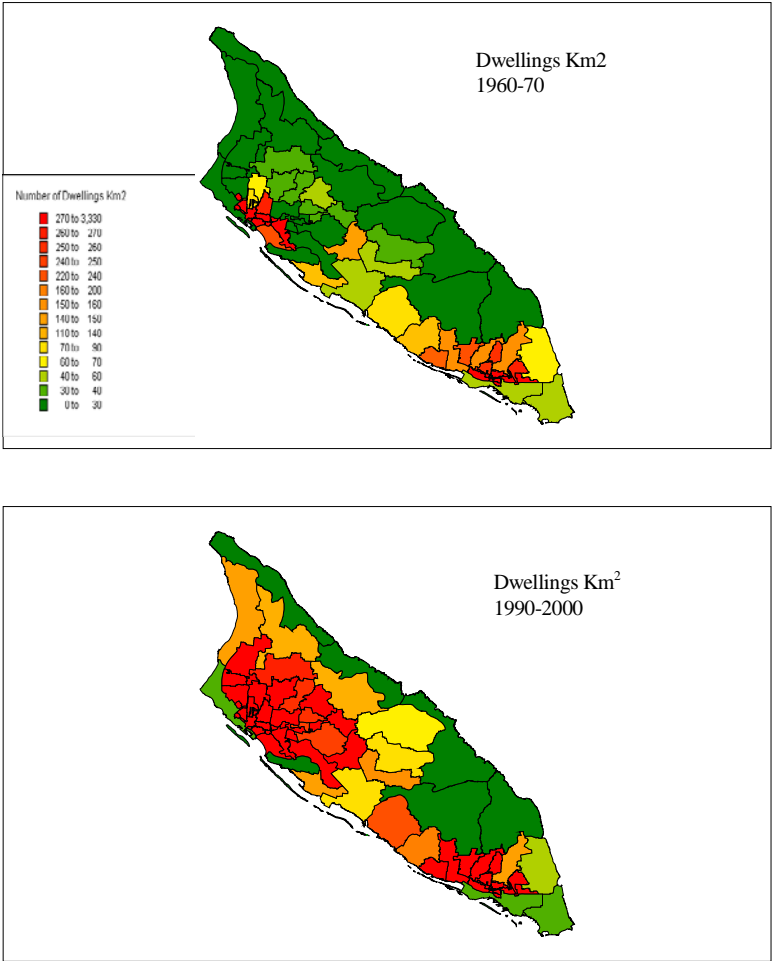 Dwellings Km2
1960-70
Number of Dwellings Km2
270 to 3,330
260 to 270
250 to 260
240 to 250
220 to 240
160 to 200
150 to 160
140 to 150
110 to 140
70 to 90
60 to 70
40 to 60
30 to 40
0 to 30
Dwellings Km²
1990-2000